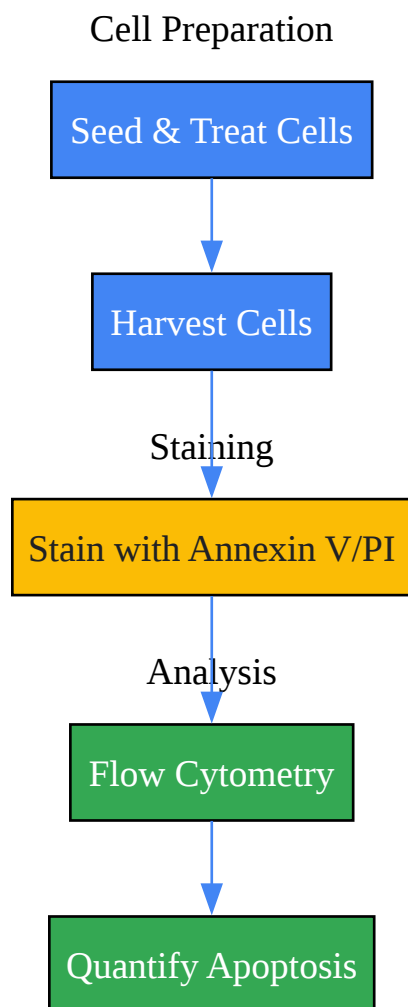 Cell Preparation
Seed & Treat Cells
Harvest Cells
Staining
Stain with Annexin V/PI
Analysis
Flow Cytometry
Quantify Apoptosis